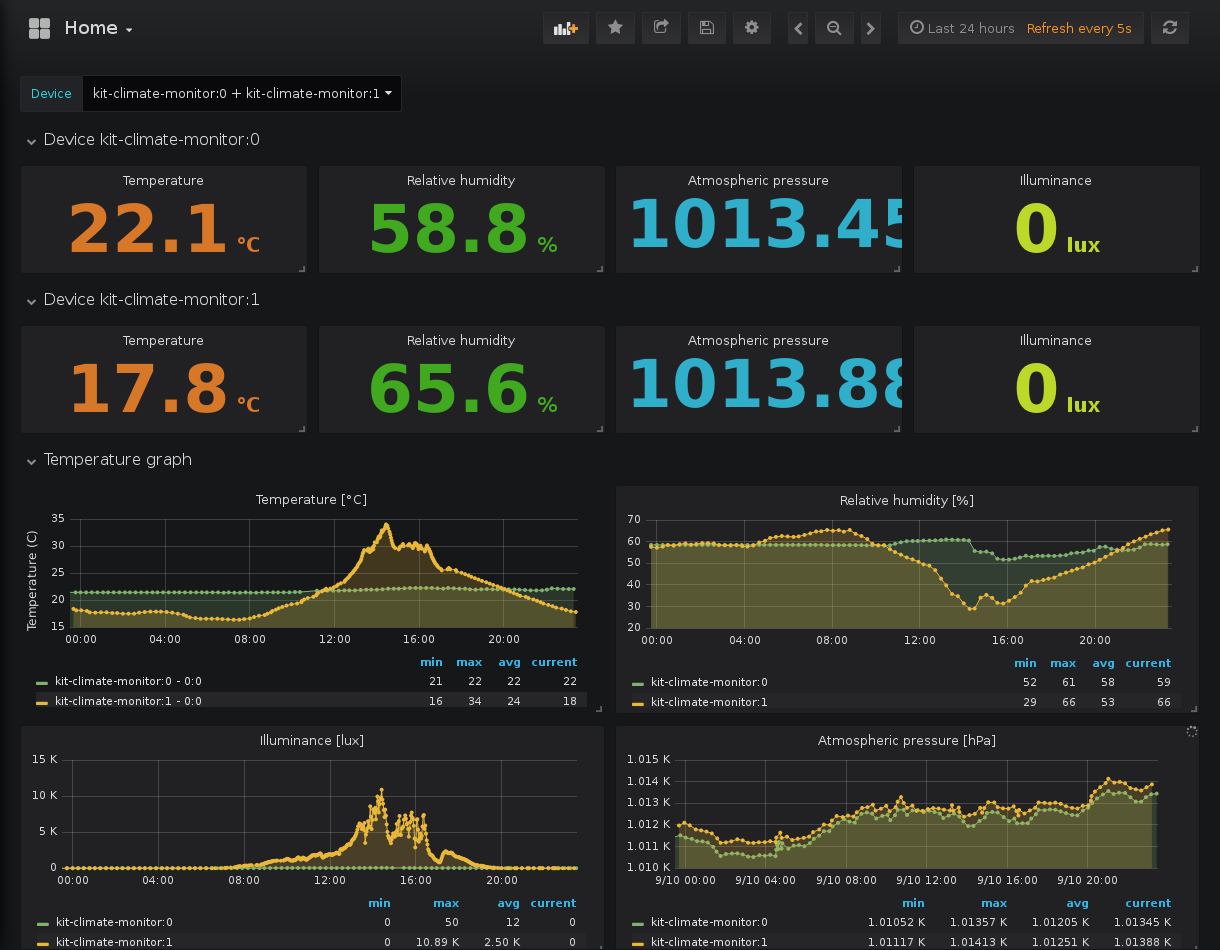 Home
Last 24 hours Refresh every 5s
Device kit-climate-monitor:0 + kit-climate-monitor:1
Device kit-climate-monitor:0
Temperature Relative humidity Atmospheric pressure Illuminance
22.1 °C 58.8 % 1013.45 0 lux
Device kit-climate-monitor:1
Temperature Relative humidity Atmospheric pressure Illuminance
17.8 °C 65.6 % 1013.88 0 lux
Temperature graph
Temperature [°C]
Temperature (C)
35
30
25
20
15
00:00 04:00 08:00 12:00 16:00 20:00
min max avg current
kit-climate-monitor:0 - 0:0 21 22 22 22
kit-climate-monitor:1 - 0:0 16 34 24 18
Relative humidity [%]
70
60
50
40
30
20
00:00 04:00 08:00 12:00 16:00 20:00
min max avg current
kit-climate-monitor:0 52 61 58 59
kit-climate-monitor:1 29 66 53 66
Illuminance [lux]
15 K
10 K
5 K
0
00:00 04:00 08:00 12:00 16:00 20:00
min max avg current
kit-climate-monitor:0 0 50 12 0
kit-climate-monitor:1 0 10.89 K 2.50 K 0
Atmospheric pressure [hPa]
1.015 K
1.014 K
1.013 K
1.012 K
1.011 K
1.010 K
9/10 00:00 9/10 04:00 9/10 08:00 9/10 12:00 9/10 16:00 9/10 20:00
min max avg current
kit-climate-monitor:0 1.01052 K 1.01357 K 1.01205 K 1.01345 K
kit-climate-monitor:1 1.01117 K 1.01413 K 1.01251 K 1.01388 K